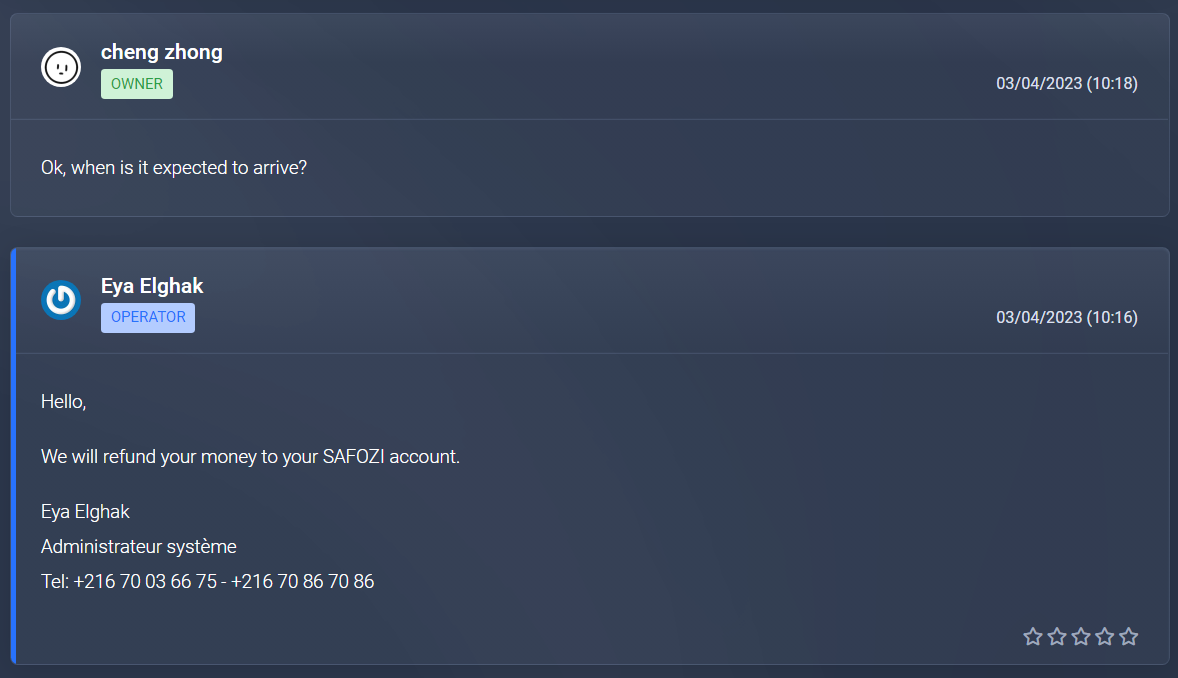 cheng zhong
OWNER
03/04/2023 (10:18)
Ok, when is it expected to arrive?
Eya Elghak
OPERATOR
03/04/2023 (10:16)
Hello,
We will refund your money to your SAFOZI account.
Eya Elghak
Administrateur système
Tel: +216 70 03 66 75 - +216 70 86 70 86